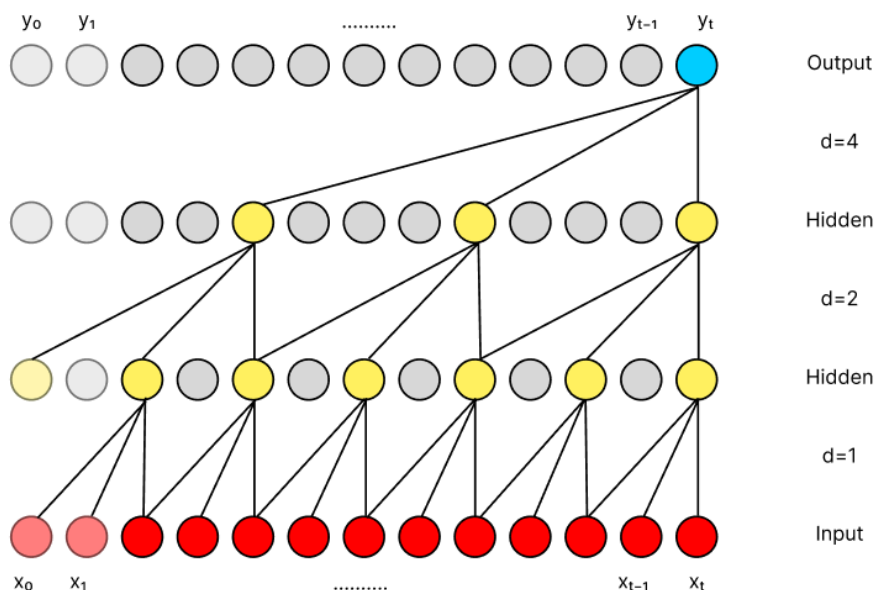 y₀ y₁ .......... yₜ₋₁ yₜ
Output
d=4
Hidden
d=2
Hidden
d=1
Input
x₀ x₁ .......... xₜ₋₁ xₜ